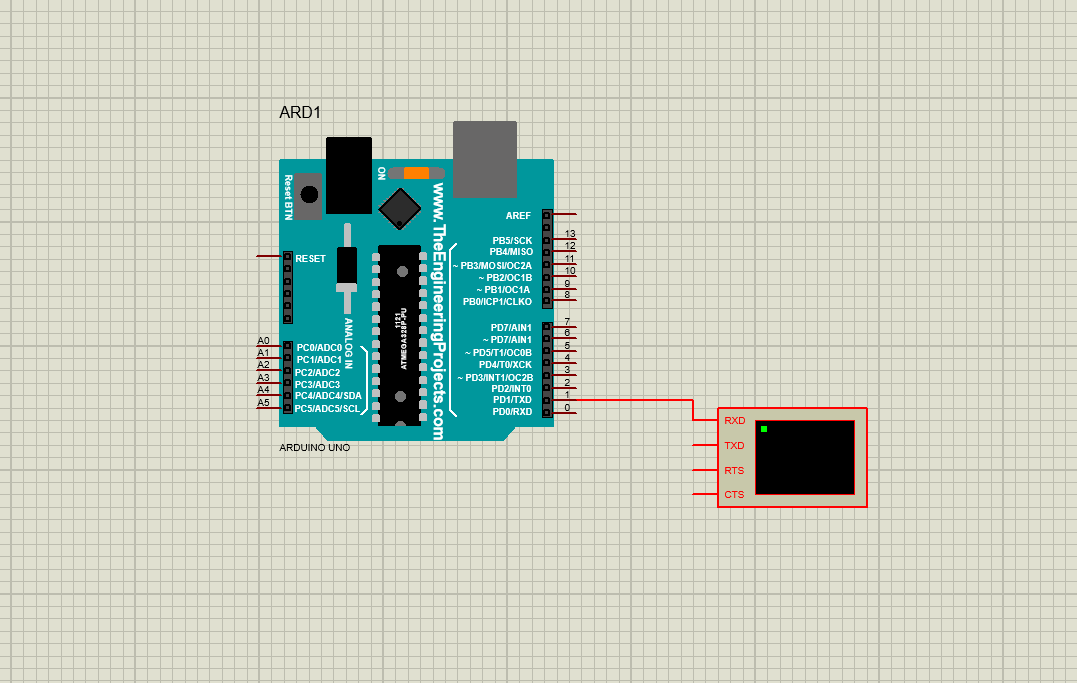 ARD1
ON
Reset BTN
www.TheEngineeringProjects.com
AREF
PB5/SCK
13
PB4/MISO
12
~ PB3/MOSI/OC2A
11
~ PB2/OC1B
10
~ PB1/OC1A
9
PB0/ICP1/CLKO
8
RESET
1121
ATMEGA328P-PU
ANALOG IN
PD7/AIN1
7
~ PD7/AIN1
6
~ PD5/T1/OC0B
5
PD4/T0/XCK
4
~ PD3/INT1/OC2B
3
PD2/INT0
2
PD1/TXD
1
PD0/RXD
0
A0
PC0/ADC0
A1
PC1/ADC1
A2
PC2/ADC2
A3
PC3/ADC3
A4
PC4/ADC4/SDA
A5
PC5/ADC5/SCL
ARDUINO UNO
RXD
TXD
RTS
CTS